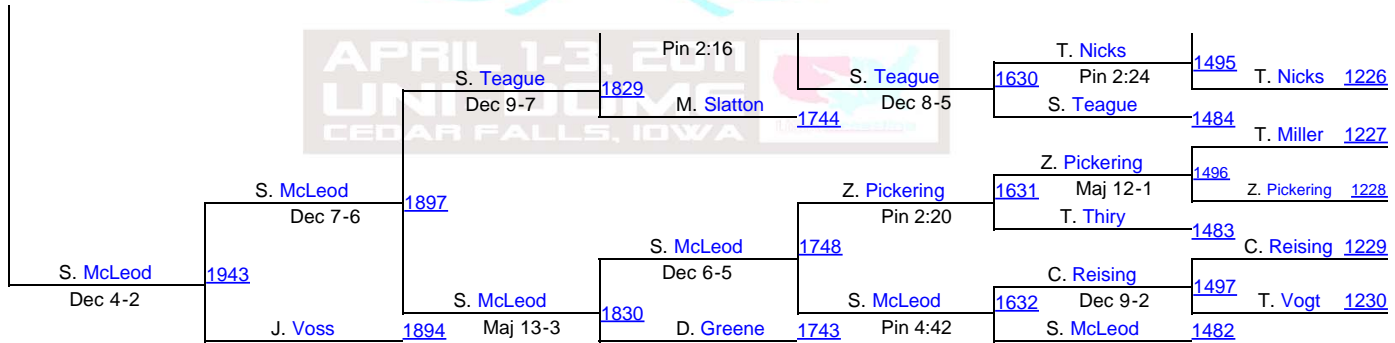 APRIL 1-3, 2011
UNI-DOME
CEDAR FALLS, IOWA
Pin 2:16
T. Nicks
1495
S. Teague
S. Teague
1630
Pin 2:24
T. Nicks 1226
1829
Dec 9-7
M. Slatton
Dec 8-5
S. Teague
1744
1484
T. Miller 1227
Z. Pickering
1496
S. McLeod
Z. Pickering
1631
Maj 12-1
Z. Pickering 1228
1897
Dec 7-6
Pin 2:20
T. Thiry
1483
S. McLeod
1748
C. Reising 1229
S. McLeod
1943
Dec 6-5
C. Reising
1497
Dec 4-2
S. McLeod
S. McLeod
1632
Dec 9-2
T. Vogt 1230
1830
J. Voss
1894
Maj 13-3
D. Greene
1743
Pin 4:42
S. McLeod
1482